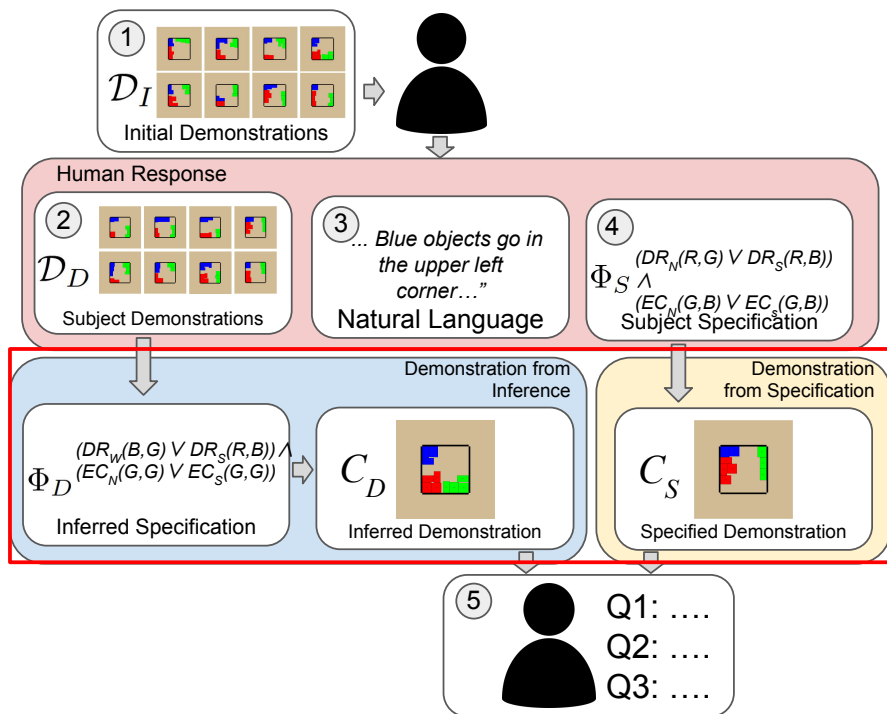 1
D_I
Initial Demonstrations
Human Response
2
D_D
Subject Demonstrations
3
"... Blue objects go in
the upper left
corner…"
Natural Language
4
Φ_S
(DR_N(R,G) ∨ DR_S(R,B))
∧
(EC_N(G,B) ∨ EC_s(G,B))
Subject Specification
Demonstration from
Inference
Φ_D
(DR_W(B,G) ∨ DR_S(R,B)) ∧
(EC_N(G,G) ∨ EC_S(G,G))
Inferred Specification
C_D
Inferred Demonstration
Demonstration
from Specification
C_S
Specified Demonstration
5
Q1: ….
Q2: ….
Q3: ….